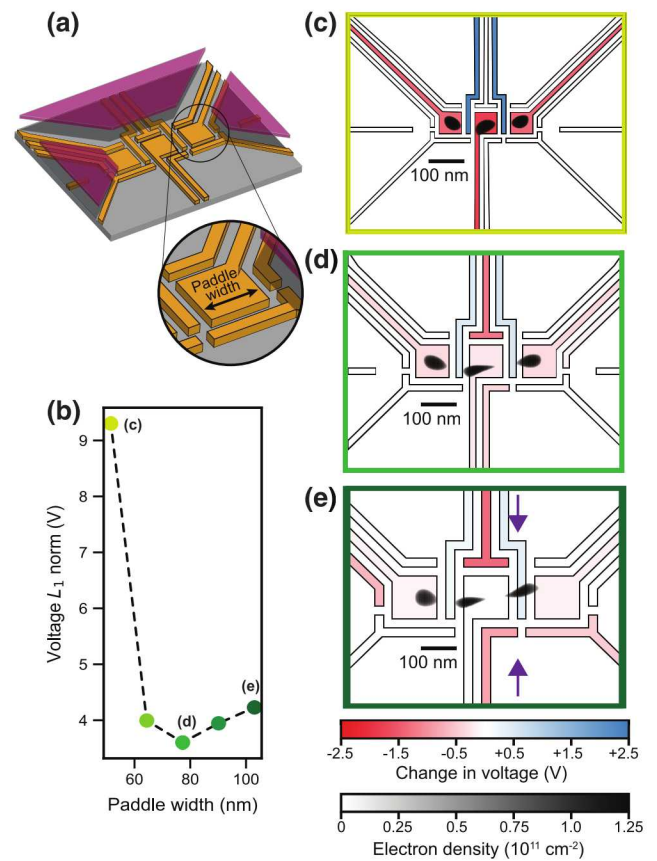 (a)
Paddle
width
(b)
Voltage L1 norm (V)
9
8
7
6
5
4
(c)
(d)
(e)
60
80
100
Paddle width (nm)
(c)
100 nm
(d)
100 nm
(e)
100 nm
-2.5 -1.5 -0.5 +0.5 +1.5 +2.5
Change in voltage (V)
0 0.25 0.5 0.75 1.0 1.25
Electron density (10¹¹ cm⁻²)